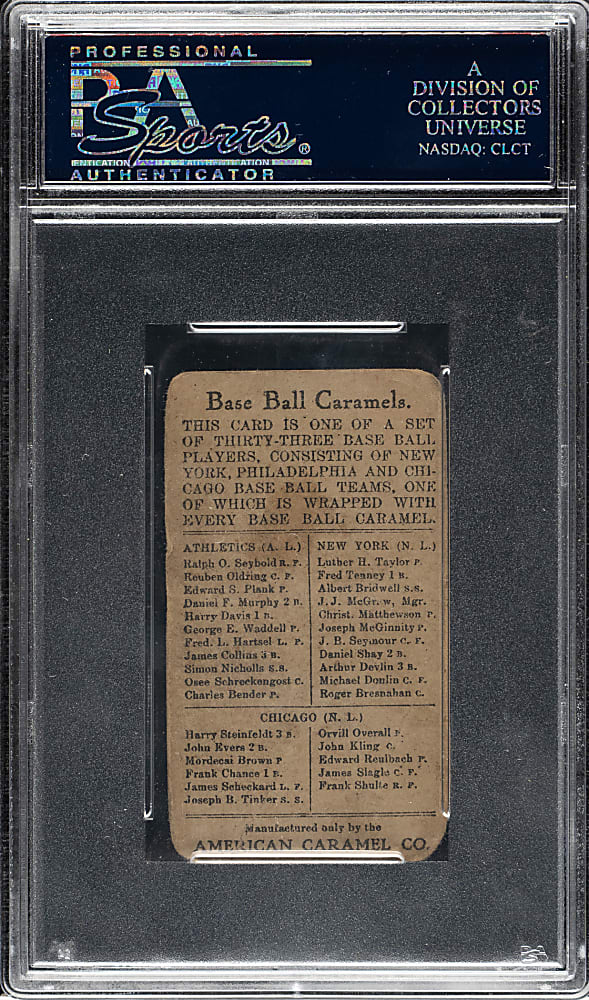 PROFESSIONAL
PSA
Sports®
AUTHENTICATOR
A
DIVISION OF
COLLECTORS
UNIVERSE
NASDAQ: CLCT
Base Ball Caramels.
THIS CARD IS ONE OF A SET
OF THIRTY-THREE BASE BALL
PLAYERS, CONSISTING OF NEW
YORK, PHILADELPHIA AND CHI-
CAGO BASE BALL TEAMS, ONE
OF WHICH IS WRAPPED WITH
EVERY BASE BALL CARAMEL.
ATHLETICS (A. L.)
Ralph O. Seybold R. F.
Reuben Oldring C. F.
Edward S. Plank P.
Daniel F. Murphy 2 B.
Harry Davis 1 B.
George E. Waddell P.
Fred. L. Hartsel L. F.
James Collins 3 B.
Simon Nicholls S.S.
Osee Schreckengost C.
Charles Bender P.
NEW YORK (N. L.)
Luther H. Taylor P.
Fred Tenney 1 B.
Albert Bridwell S.S.
J. J. McGraw, Mgr.
Christ. Matthewson P.
Joseph McGinnity P.
J. B. Seymour C. F.
Daniel Shay 2 B.
Arthur Devlin 3 B.
Michael Donlin C. F.
Roger Bresnahan C.
CHICAGO (N. L.)
Harry Steinfeldt 3 B.
John Evers 2 B.
Mordecai Brown P
Frank Chance 1 B.
James Scheckard L. F.
Joseph B. Tinker S. S.
Orvill Overall P.
John Kling C.
Edward Reulbach P.
James Slagle C. F.
Frank Shulte R. F.
Manufactured only by the
AMERICAN CARAMEL CO.